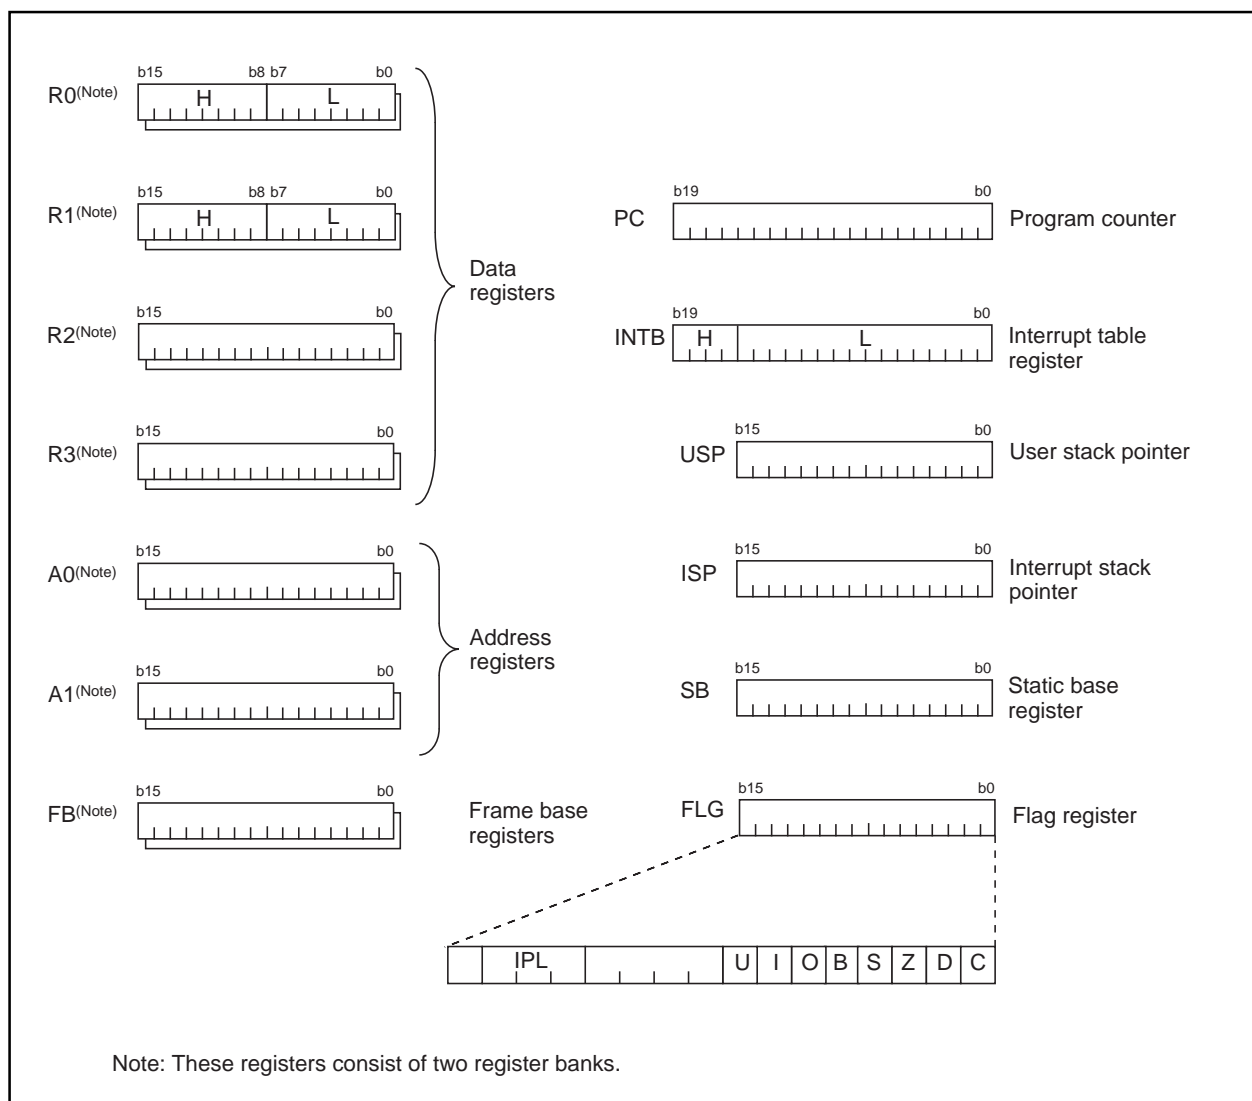 b15 b8 b7 b0
R0(Note) H L
b15 b8 b7 b0
R1(Note) H L
b15 b0
R2(Note)
b15 b0
R3(Note)
Data
registers
b15 b0
A0(Note)
b15 b0
A1(Note)
Address
registers
b15 b0
FB(Note)
Frame base
registers
b19 b0
PC Program counter
b19 b0
INTB H L Interrupt table
register
b15 b0
USP User stack pointer
b15 b0
ISP Interrupt stack
pointer
b15 b0
SB Static base
register
b15 b0
FLG Flag register
IPL U I O B S Z D C
Note: These registers consist of two register banks.